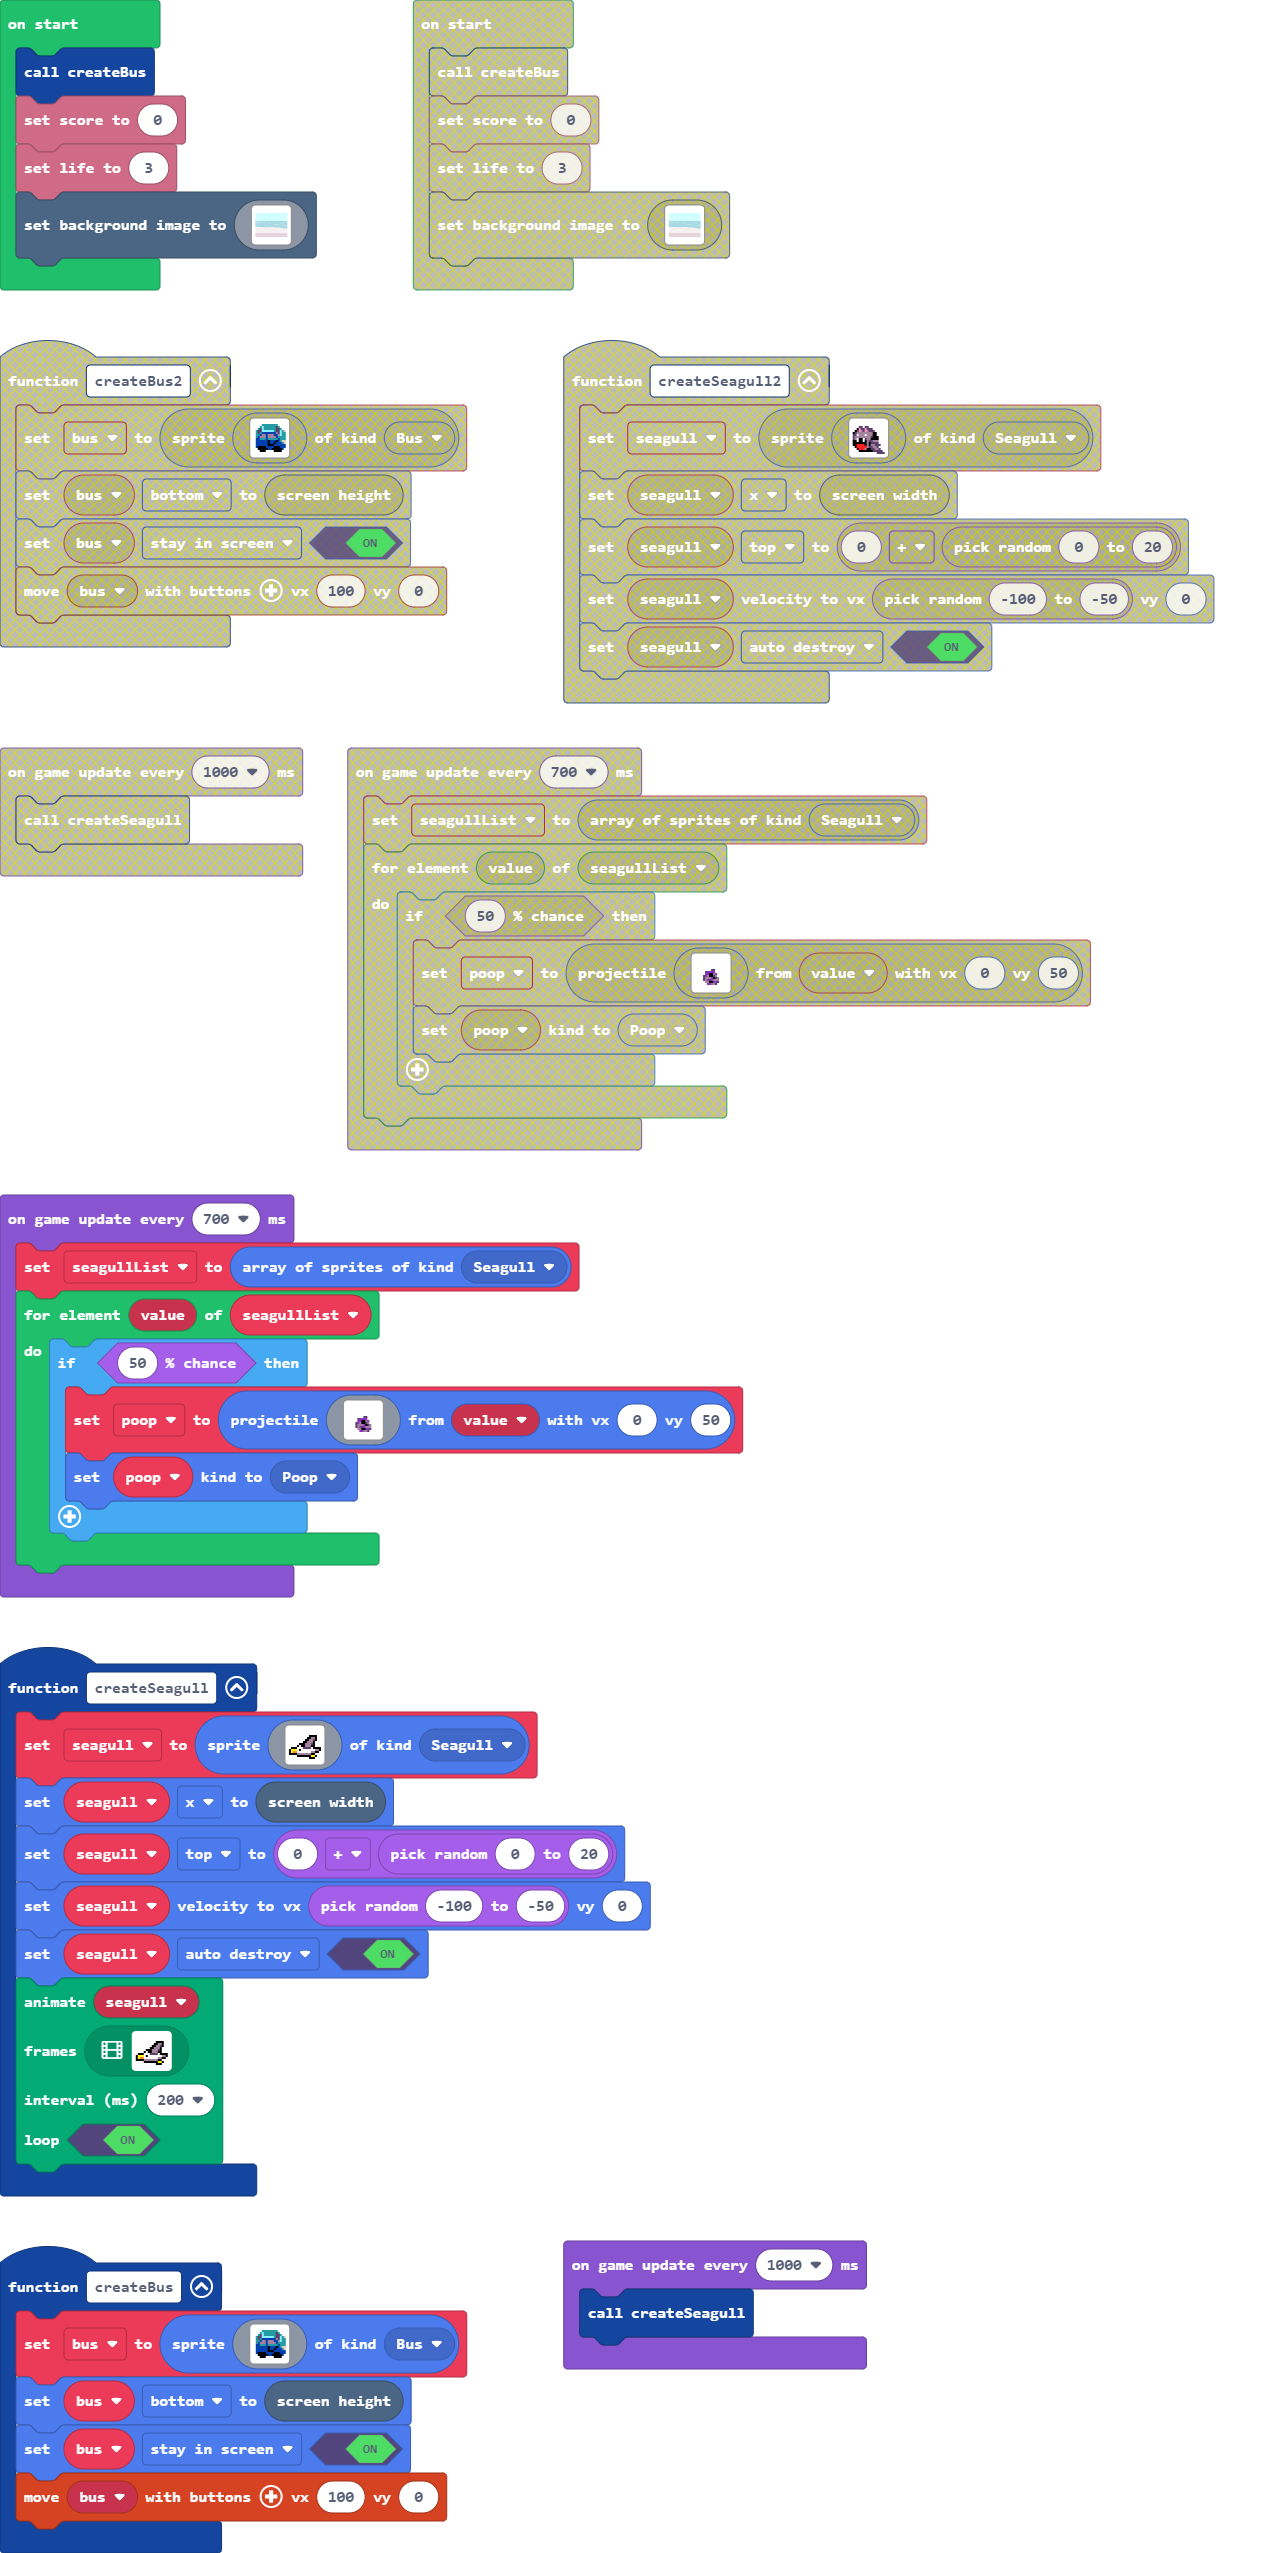 on start
call createBus
set score to 0
set life to 3
set background image to
on start
call createBus
set score to 0
set life to 3
set background image to
function createBus2
set bus to sprite of kind Bus
set bus bottom to screen height
set bus stay in screen ON
move bus with buttons vx 100 vy 0
function createSeagull2
set seagull to sprite of kind Seagull
set seagull x to screen width
set seagull top to 0 + pick random 0 to 20
set seagull velocity to vx pick random -100 to -50 vy 0
set seagull auto destroy ON
on game update every 1000 ms
call createSeagull
on game update every 700 ms
set seagullList to array of sprites of kind Seagull
for element value of seagullList
do if 50 % chance then
set poop to projectile from value with vx 0 vy 50
set poop kind to Poop
on game update every 700 ms
set seagullList to array of sprites of kind Seagull
for element value of seagullList
do if 50 % chance then
set poop to projectile from value with vx 0 vy 50
set poop kind to Poop
function createSeagull
set seagull to sprite of kind Seagull
set seagull x to screen width
set seagull top to 0 + pick random 0 to 20
set seagull velocity to vx pick random -100 to -50 vy 0
set seagull auto destroy ON
animate seagull
frames
interval (ms) 200
loop ON
function createBus
set bus to sprite of kind Bus
set bus bottom to screen height
set bus stay in screen ON
move bus with buttons vx 100 vy 0
on game update every 1000 ms
call createSeagull